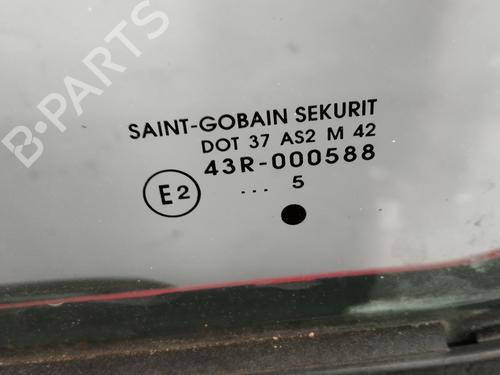 B-PARTS
SAINT-GOBAIN SEKURIT
DOT 37 AS2 M 42
43R-000588
E2
... 5